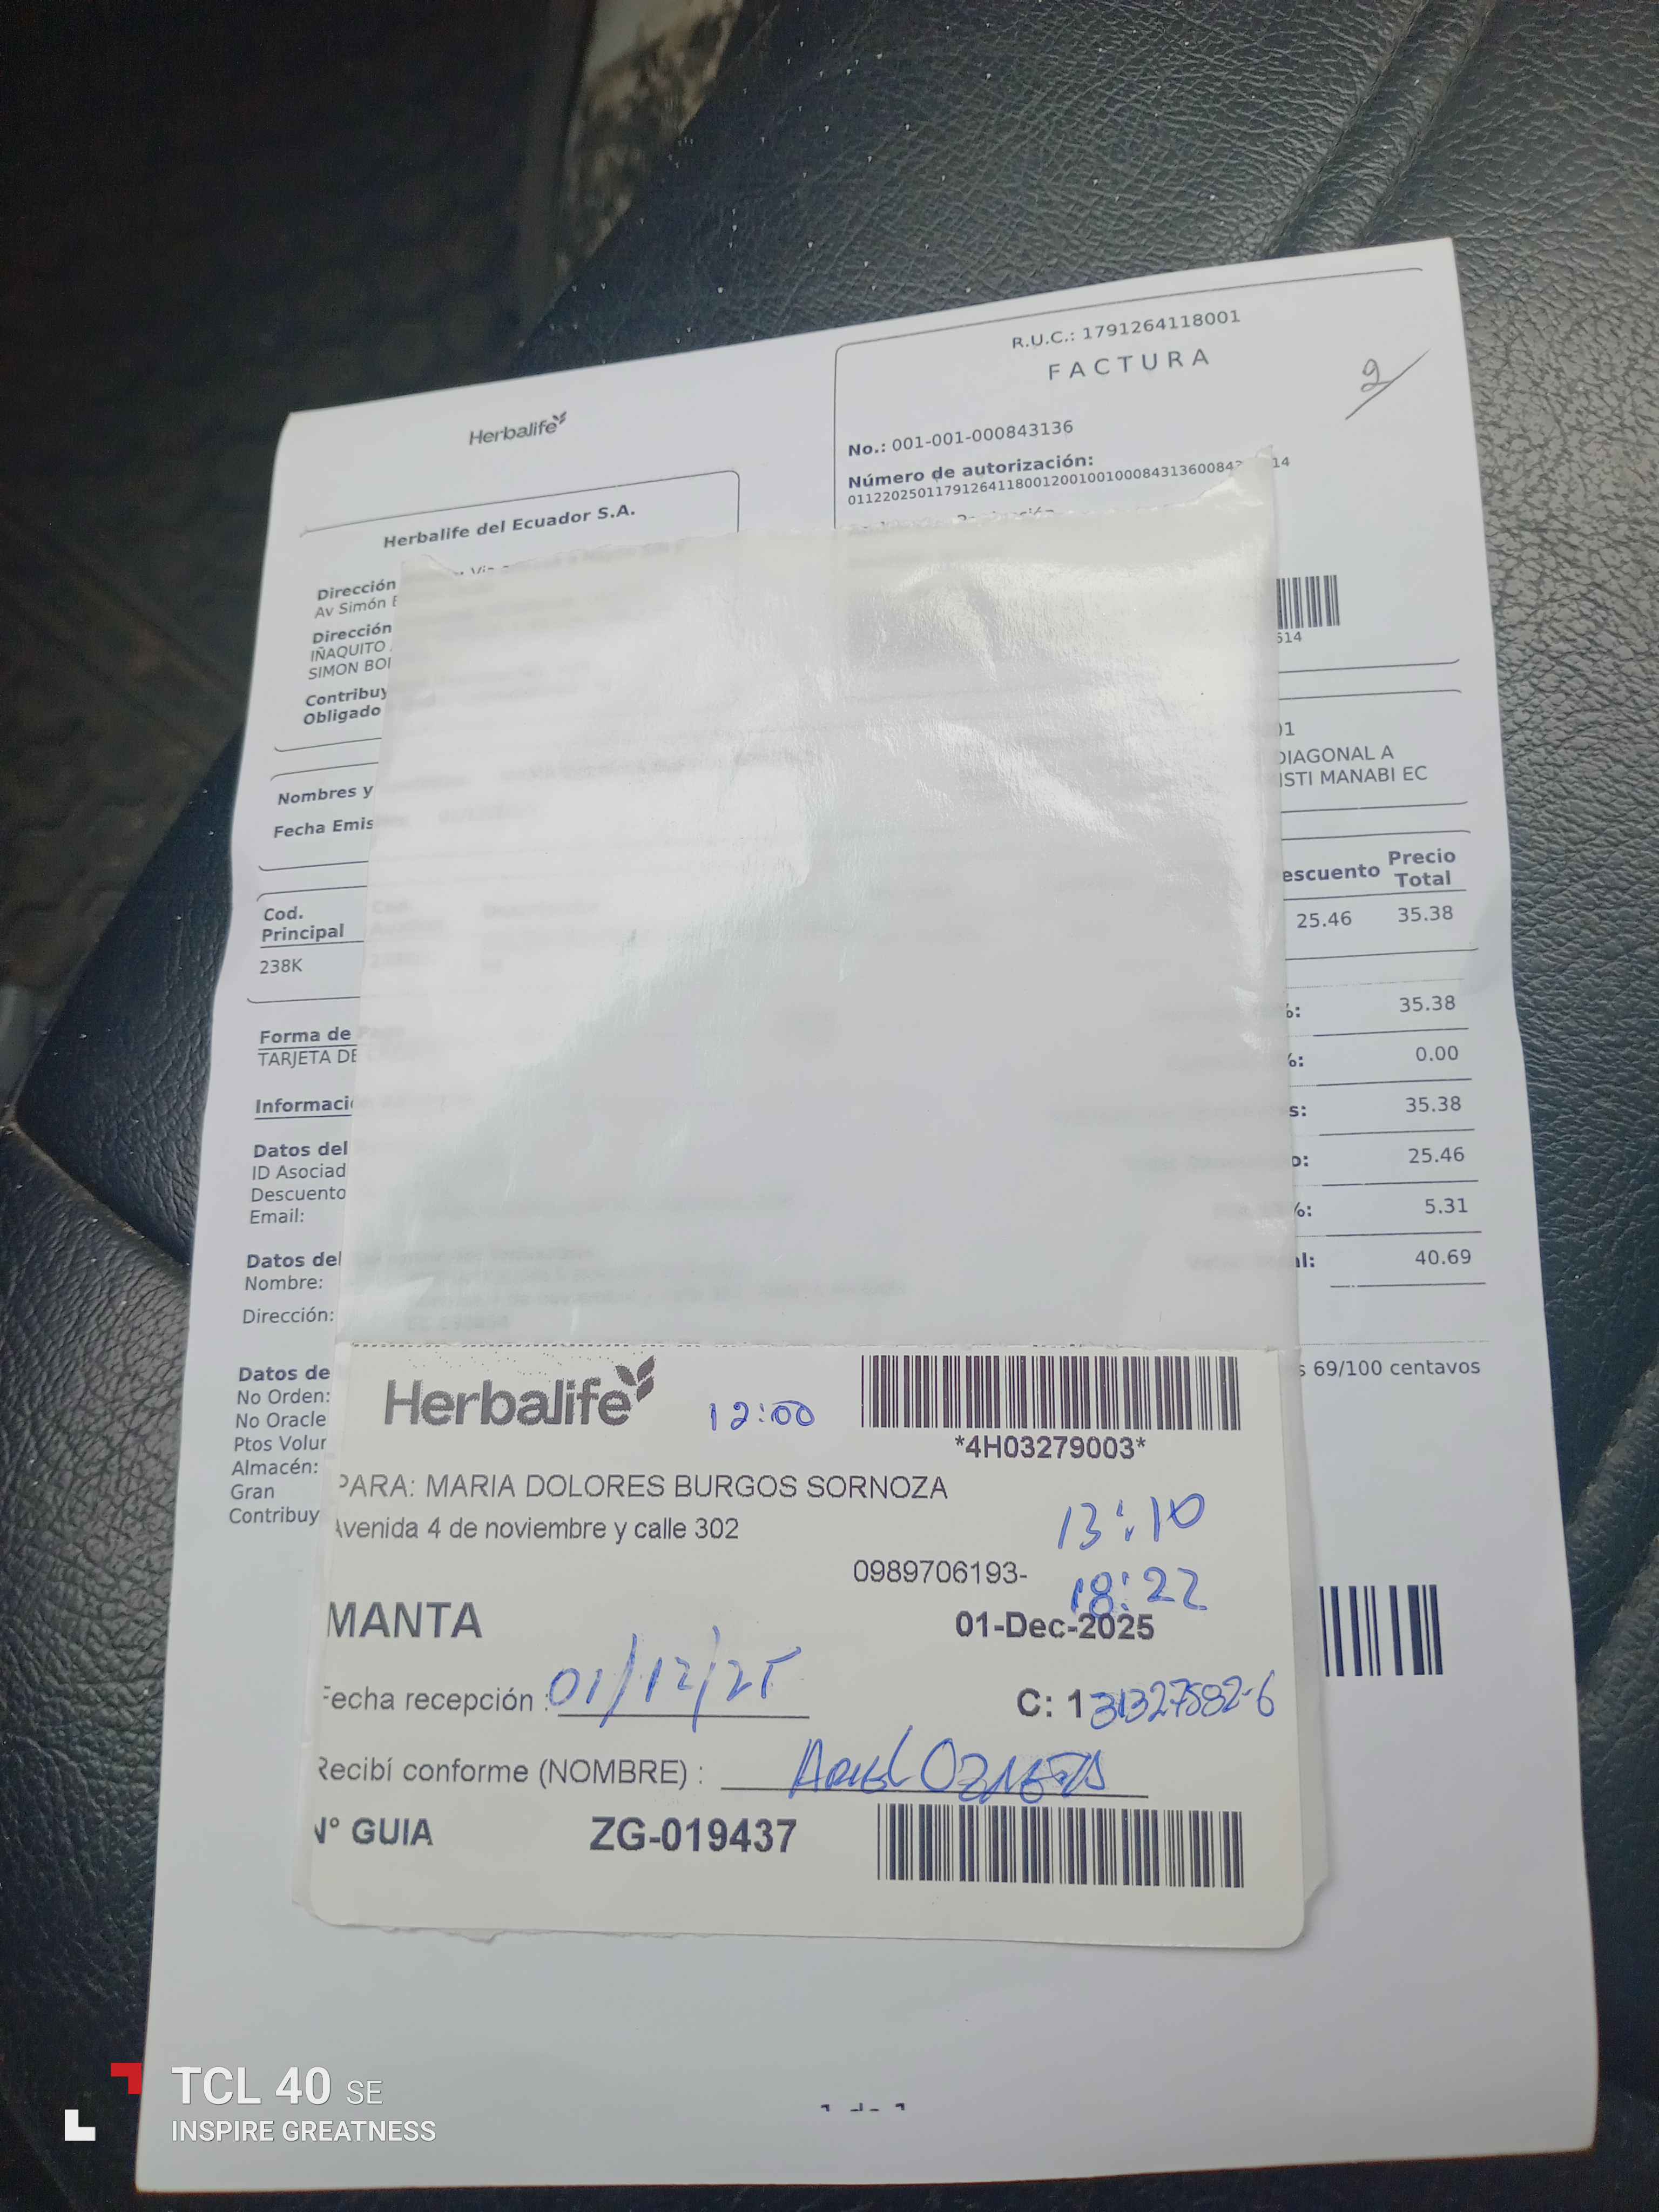 R.U.C.: 1791264118001
FACTURA
2
Herbalife
No.: 001-001-000843136
Número de autorización:
Herbalife del Ecuador S.A.
Dirección
Av Simón
Dirección
IÑAQUITO
SIMON BOI
Contribuy
Obligado
514
01
DIAGONAL A
ISTI MANABI EC
Nombres y
Fecha Emis
escuento Precio Total
Cod. Principal
25.46 35.38
238K
%: 35.38
Forma de
TARJETA DE
%: 0.00
Informaci
s: 35.38
Datos del
ID Asociad
o: 25.46
Descuento
Email:
%: 5.31
Datos del
Nombre:
al: 40.69
Dirección:
s 69/100 centavos
Datos de
No Orden:
No Oracle
Ptos Volur
Almacén:
Gran
Contribuy
Herbalife 12:00
*4H03279003*
PARA: MARIA DOLORES BURGOS SORNOZA
Avenida 4 de noviembre y calle 302
13:10
0989706193-
18:22
MANTA 01-Dec-2025
Fecha recepción : 01/12/25 C: 131327582-6
Recibí conforme (NOMBRE) :
N° GUIA ZG-019437
TCL 40 SE
INSPIRE GREATNESS